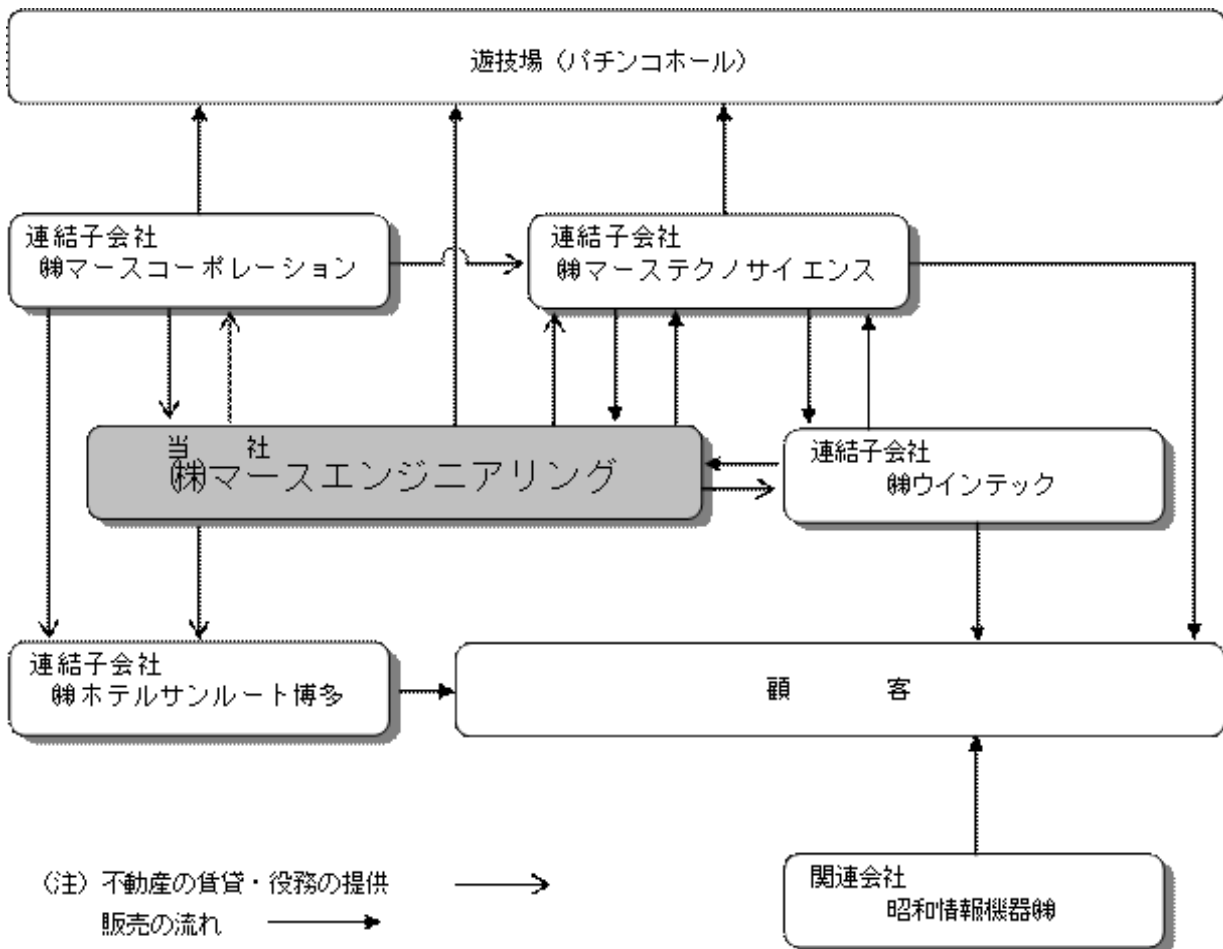 遊技場（パチンコホール）
連結子会社
㈱マースコーポレーション
連結子会社
㈱マーステクノサイエンス
当　　社
㈱マースエンジニアリング
連結子会社
㈱ウインテック
連結子会社
㈱ホテルサンルート博多
顧　　　客
（注）不動産の賃貸・役務の提供
販売の流れ
関連会社
昭和情報機器㈱